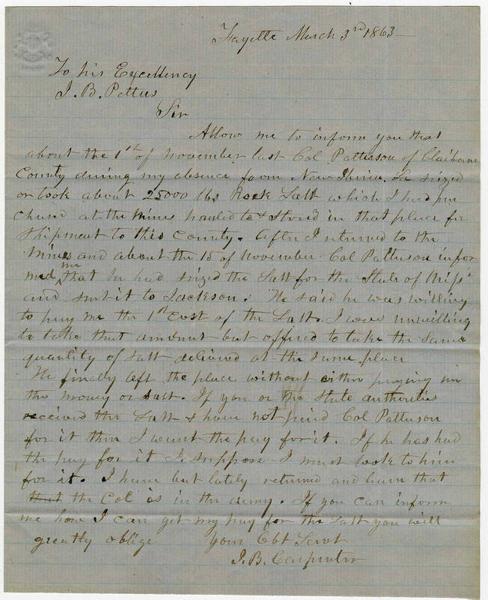 Fayette March 3rd 1863
To his Excellency
J. B. Pettus
Sir
Allow me to inform you that
about the 1st of November last Col Patterson of Claiborne
County during my absence from New Iberia. He seized
or took about 25000 lbs Rock Salt which I had pur
chased at the mines hauled to & stored in that place for
shipment to this County. After I returned to the
Mines and about the 15 of November Col Patterson infor
med me that he had seized the Salt for the State of Miss
and sent it to Jackson. He said he was willing
to pay me the 1st Cost of the Salt. I was unwilling
to take that amount but offered to take the same
quantity of Salt delivered at the same place
He finally left the place without either paying me
the money or Salt. If you or the State authorities
received the Salt & have not paid Col Patterson
for it then I want the pay for it. If he has had
the pay for it I suppose I must look to him
for it. I have but lately returned and learn that
that the Col is in the army. If you can inform
me how I can get my pay for the Salt you will
greatly oblige your Obt Servt
J. B. Carpenter